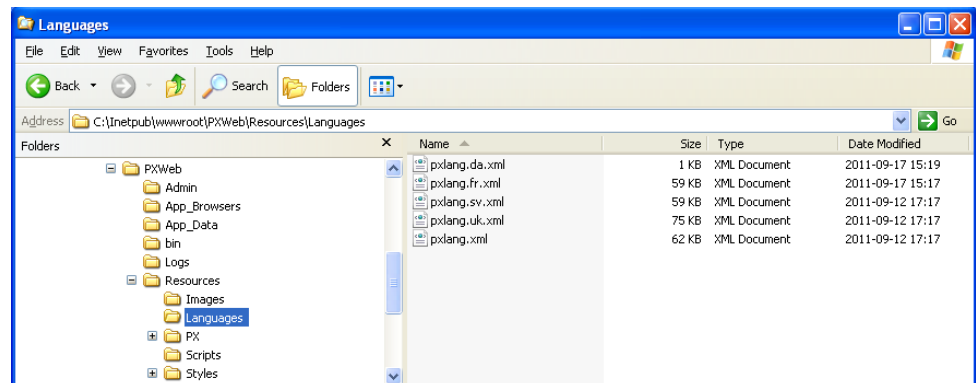 Languages
File Edit View Favorites Tools Help
Back Search Folders
Address C:\Inetpub\wwwroot\PXWeb\Resources\Languages Go
Folders x Name Size Type Date Modified
PXWeb pxlang.da.xml 1 KB XML Document 2011-09-17 15:19
Admin pxlang.fr.xml 59 KB XML Document 2011-09-17 15:17
App_Browsers pxlang.sv.xml 59 KB XML Document 2011-09-12 17:17
App_Data pxlang.uk.xml 75 KB XML Document 2011-09-12 17:17
bin pxlang.xml 62 KB XML Document 2011-09-12 17:17
Logs
Resources
Images
Languages
PX
Scripts
Styles